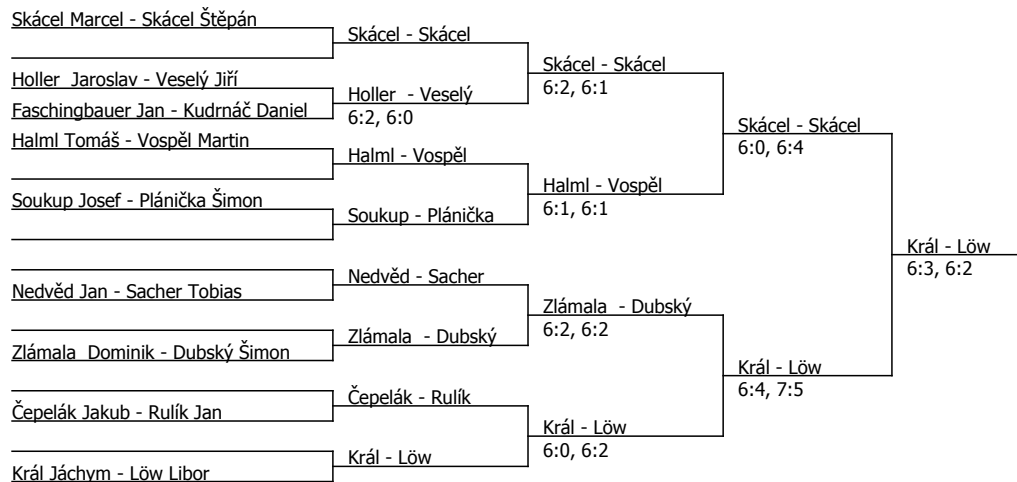 Skácel Marcel - Skácel Štěpán
Holler  Jaroslav - Veselý Jiří
Faschingbauer Jan - Kudrnáč Daniel
Halml Tomáš - Vospěl Martin
Soukup Josef - Plánička Šimon
Nedvěd Jan - Sacher Tobias
Zlámala  Dominik - Dubský Šimon
Čepelák Jakub - Rulík Jan
Král Jáchym - Löw Libor
Skácel - Skácel
Holler  - Veselý
6:2, 6:0
Halml - Vospěl
Soukup - Plánička
Nedvěd - Sacher
Zlámala  - Dubský
Čepelák - Rulík
Král - Löw
Skácel - Skácel
6:2, 6:1
Halml - Vospěl
6:1, 6:1
Zlámala  - Dubský
6:2, 6:2
Král - Löw
6:0, 6:2
Skácel - Skácel
6:0, 6:4
Král - Löw
6:4, 7:5
Král - Löw
6:3, 6:2